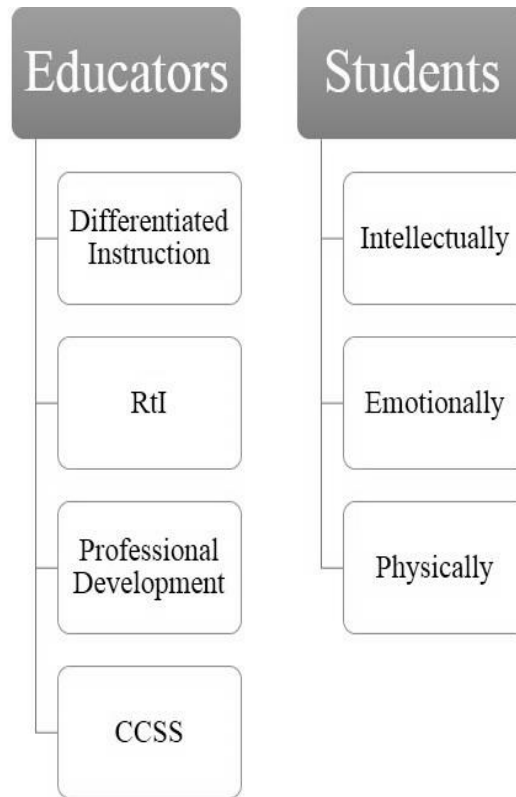 Educators
Differentiated
Instruction
RtI
Professional
Development
CCSS
Students
Intellectually
Emotionally
Physically